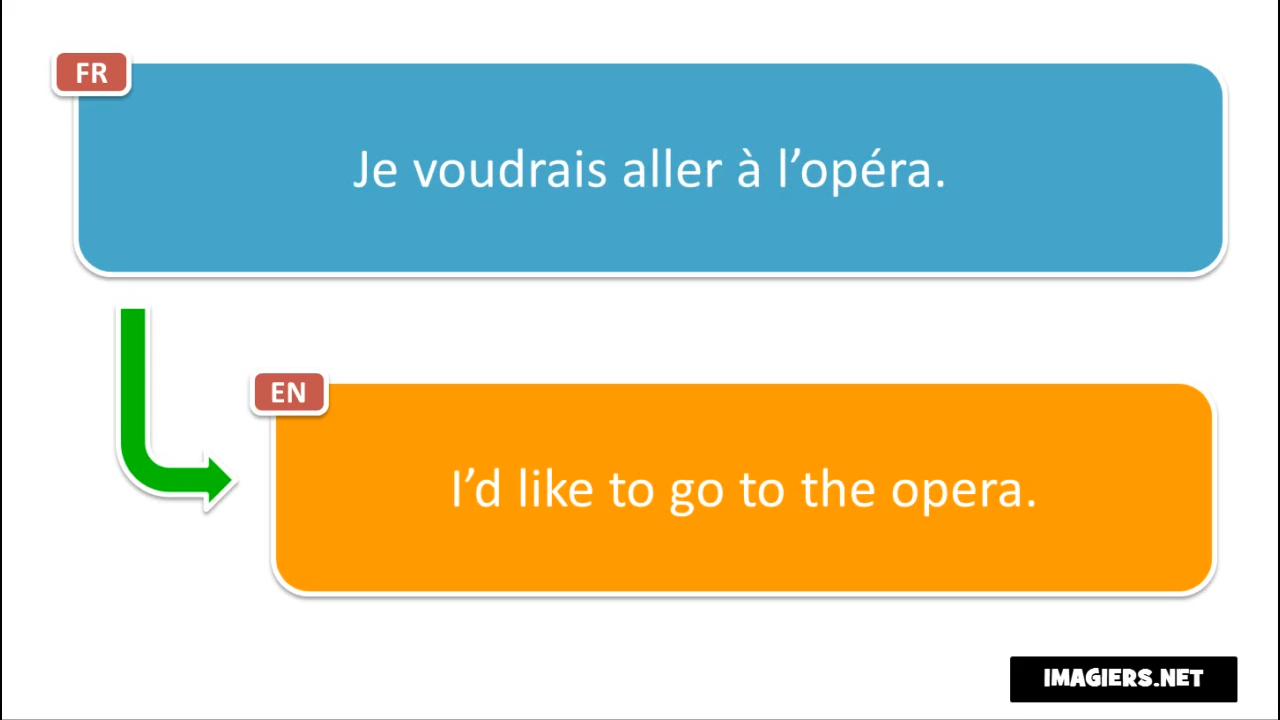 FR
Je voudrais aller à l’opéra.
EN
I’d like to go to the opera.
IMAGIERS.NET